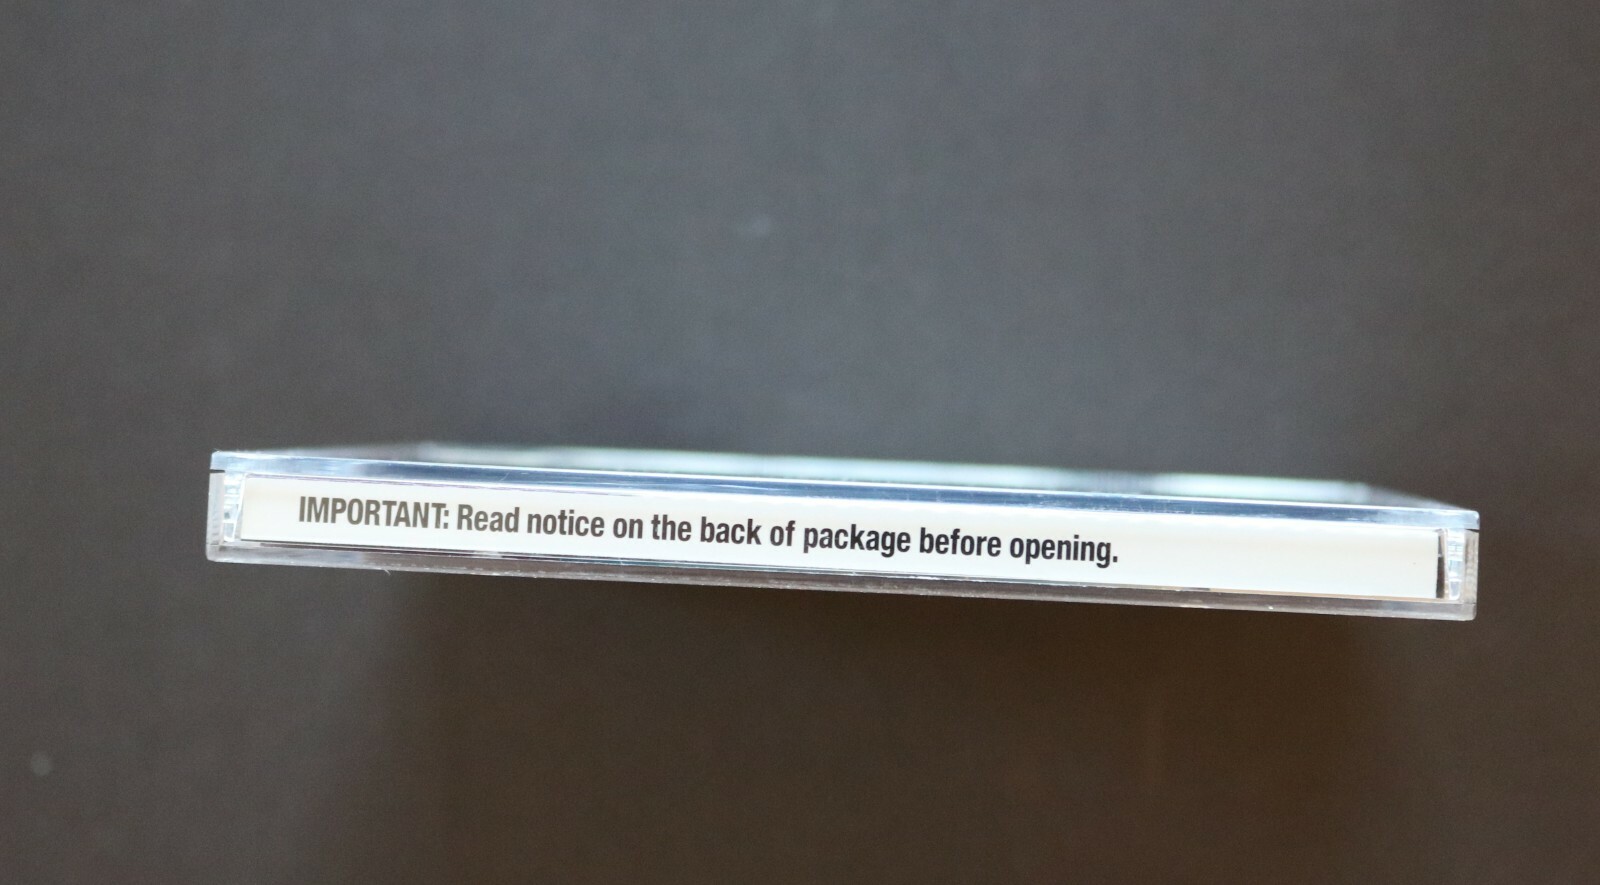 IMPORTANT: Read notice on the back of package before opening.